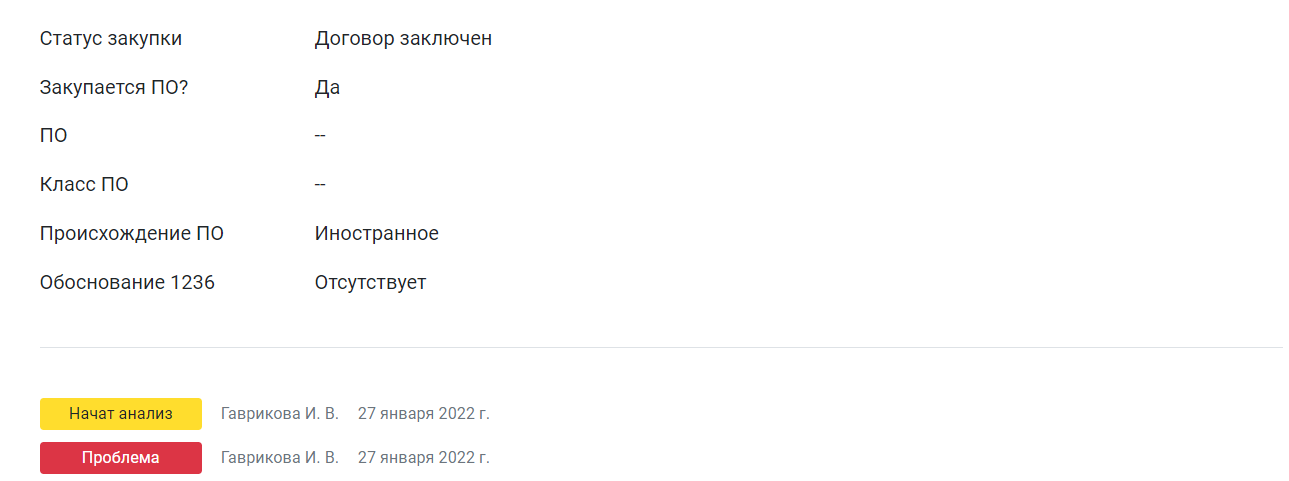 Статус закупки Договор заключен
Закупается ПО? Да
ПО --
Класс ПО --
Происхождение ПО Иностранное
Обоснование 1236 Отсутствует
Начат анализ Гаврикова И. В. 27 января 2022 г.
Проблема Гаврикова И. В. 27 января 2022 г.